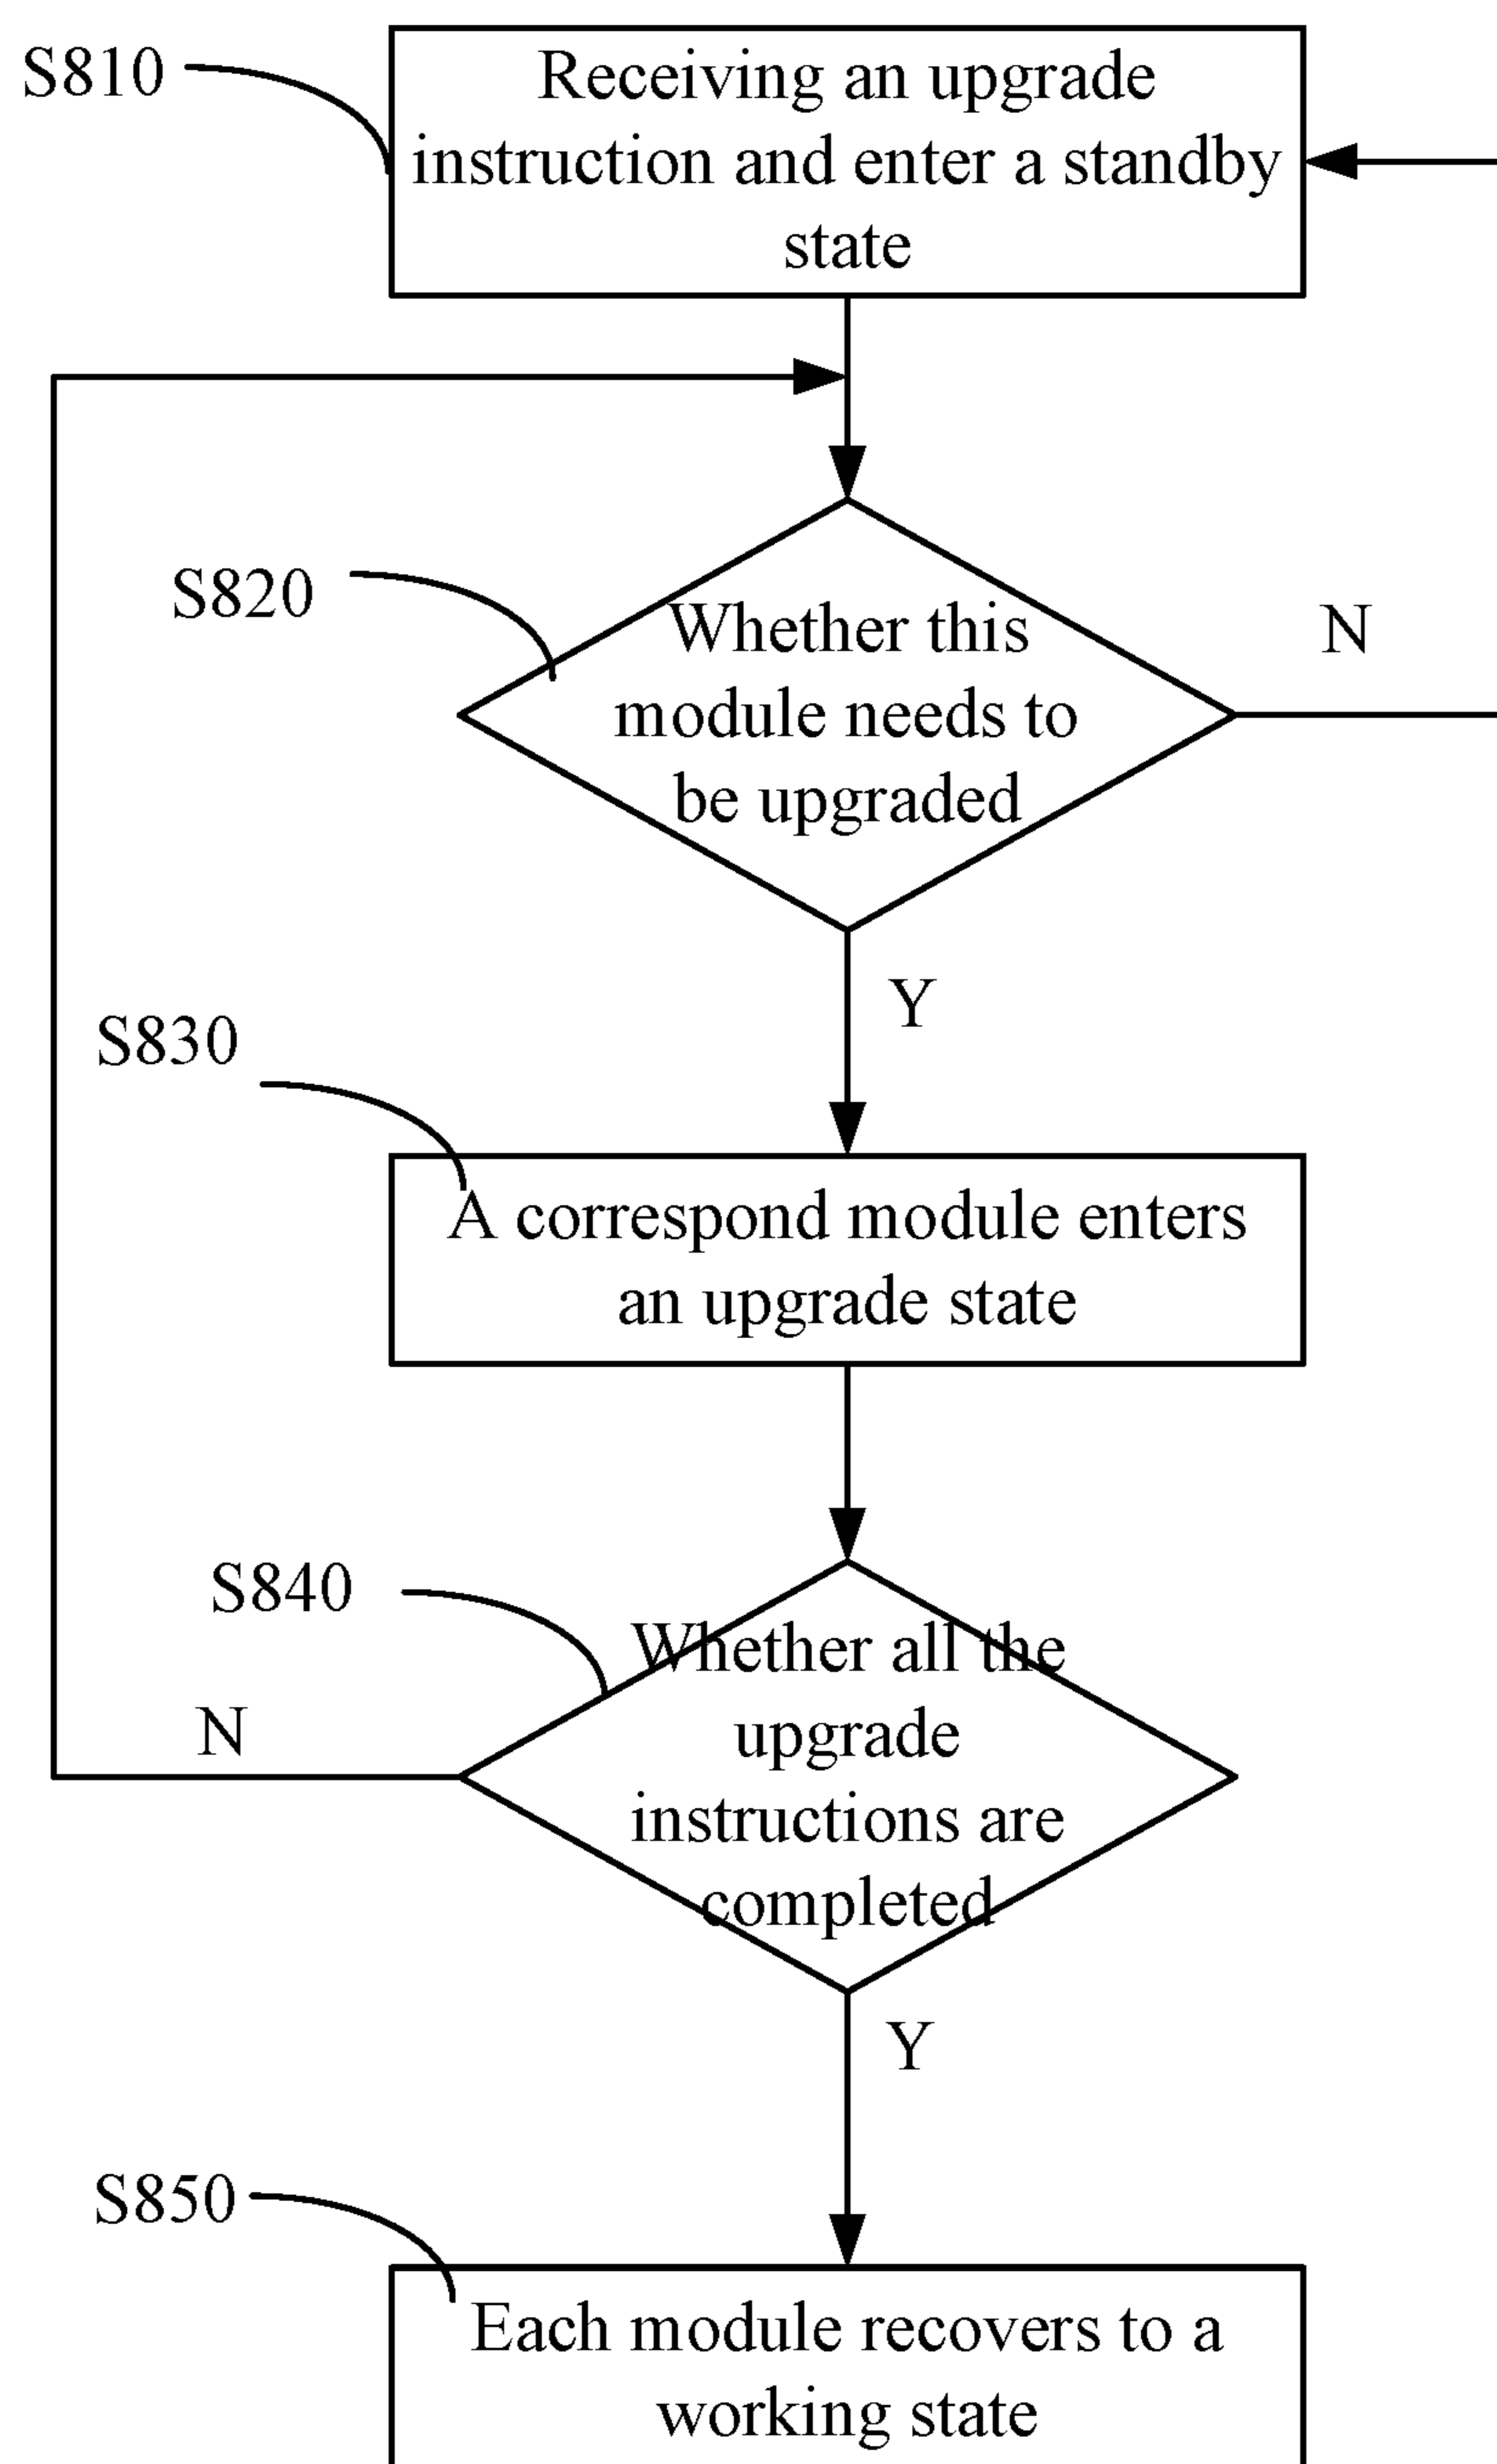 S810
Receiving an upgrade
instruction and enter a standby
state
S820
Whether this
module needs to
be upgraded
N
Y
S830
A correspond module enters
an upgrade state
S840
Whether all the
upgrade
instructions are
completed
N
Y
S850
Each module recovers to a
working state